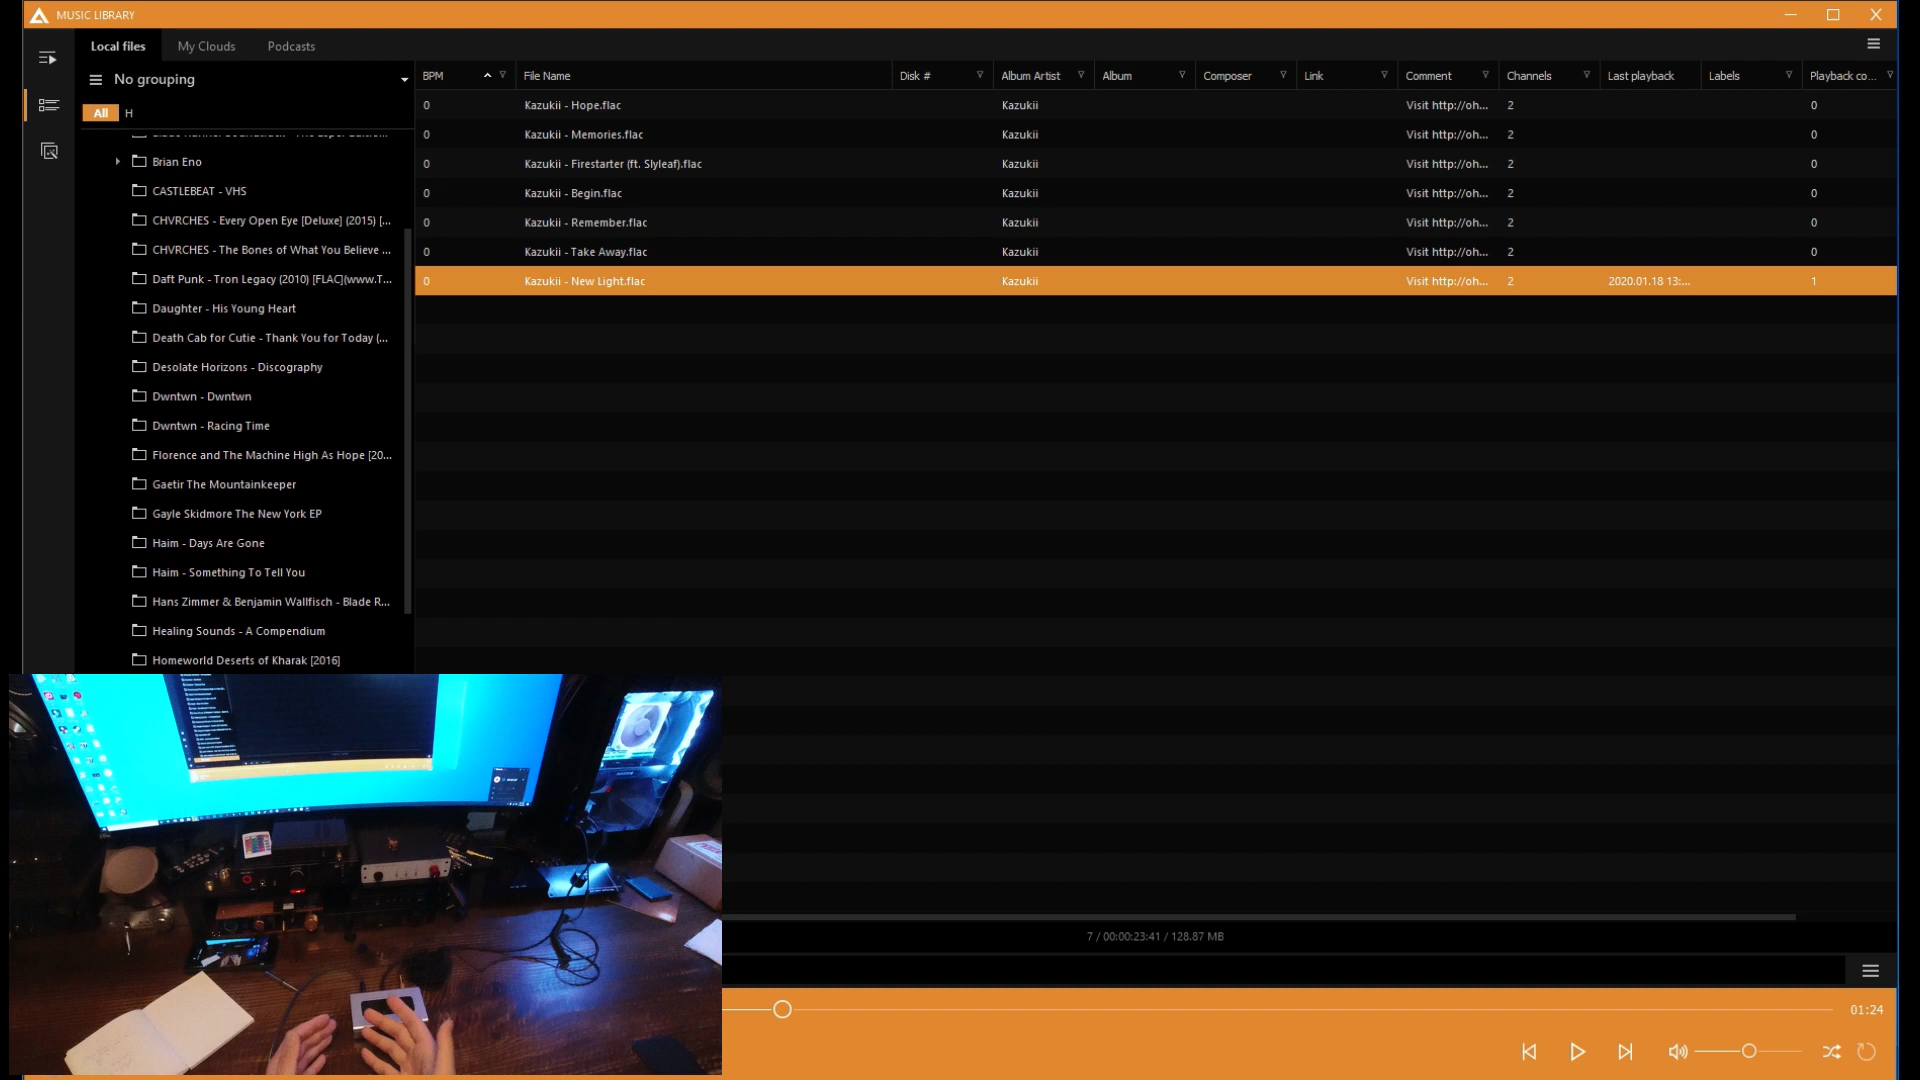 MUSIC LIBRARY
Local files
My Clouds
Podcasts
No grouping
All
H
Brian Eno
CASTLEBEAT - VHS
CHVRCHES - Every Open Eye [Deluxe] (2015) [...
CHVRCHES - The Bones of What You Believe ...
Daft Punk - Tron Legacy (2010) [FLAC](www.T...
Daughter - His Young Heart
Death Cab for Cutie - Thank You for Today (...
Desolate Horizons - Discography
Dwntwn - Dwntwn
Dwntwn - Racing Time
Florence and The Machine High As Hope [20...
Gaetir The Mountainkeeper
Gayle Skidmore The New York EP
Haim - Days Are Gone
Haim - Something To Tell You
Hans Zimmer & Benjamin Wallfisch - Blade R...
Healing Sounds - A Compendium
Homeworld Deserts of Kharak [2016]
BPM File Name Disk # Album Artist Album Composer Link Comment Channels Last playback Labels Playback co...
0 Kazukii - Hope.flac Kazukii Visit http://oh... 2 0
0 Kazukii - Memories.flac Kazukii Visit http://oh... 2 0
0 Kazukii - Firestarter (ft. Slyleaf).flac Kazukii Visit http://oh... 2 0
0 Kazukii - Begin.flac Kazukii Visit http://oh... 2 0
0 Kazukii - Remember.flac Kazukii Visit http://oh... 2 0
0 Kazukii - Take Away.flac Kazukii Visit http://oh... 2 0
0 Kazukii - New Light.flac Kazukii Visit http://oh... 2 2020.01.18 13:... 1
7 / 00:00:23:41 / 128.87 MB
01:24